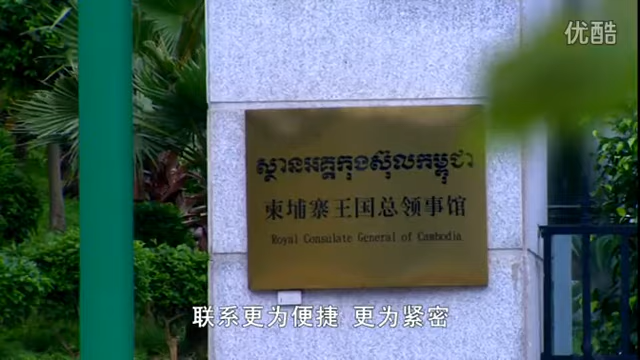 优酷
ស្ថានអគ្គកុងស៊ុលកម្ពុជា
柬埔寨王国总领事馆
Royal Consulate General of Cambodia
联系更为便捷 更为紧密